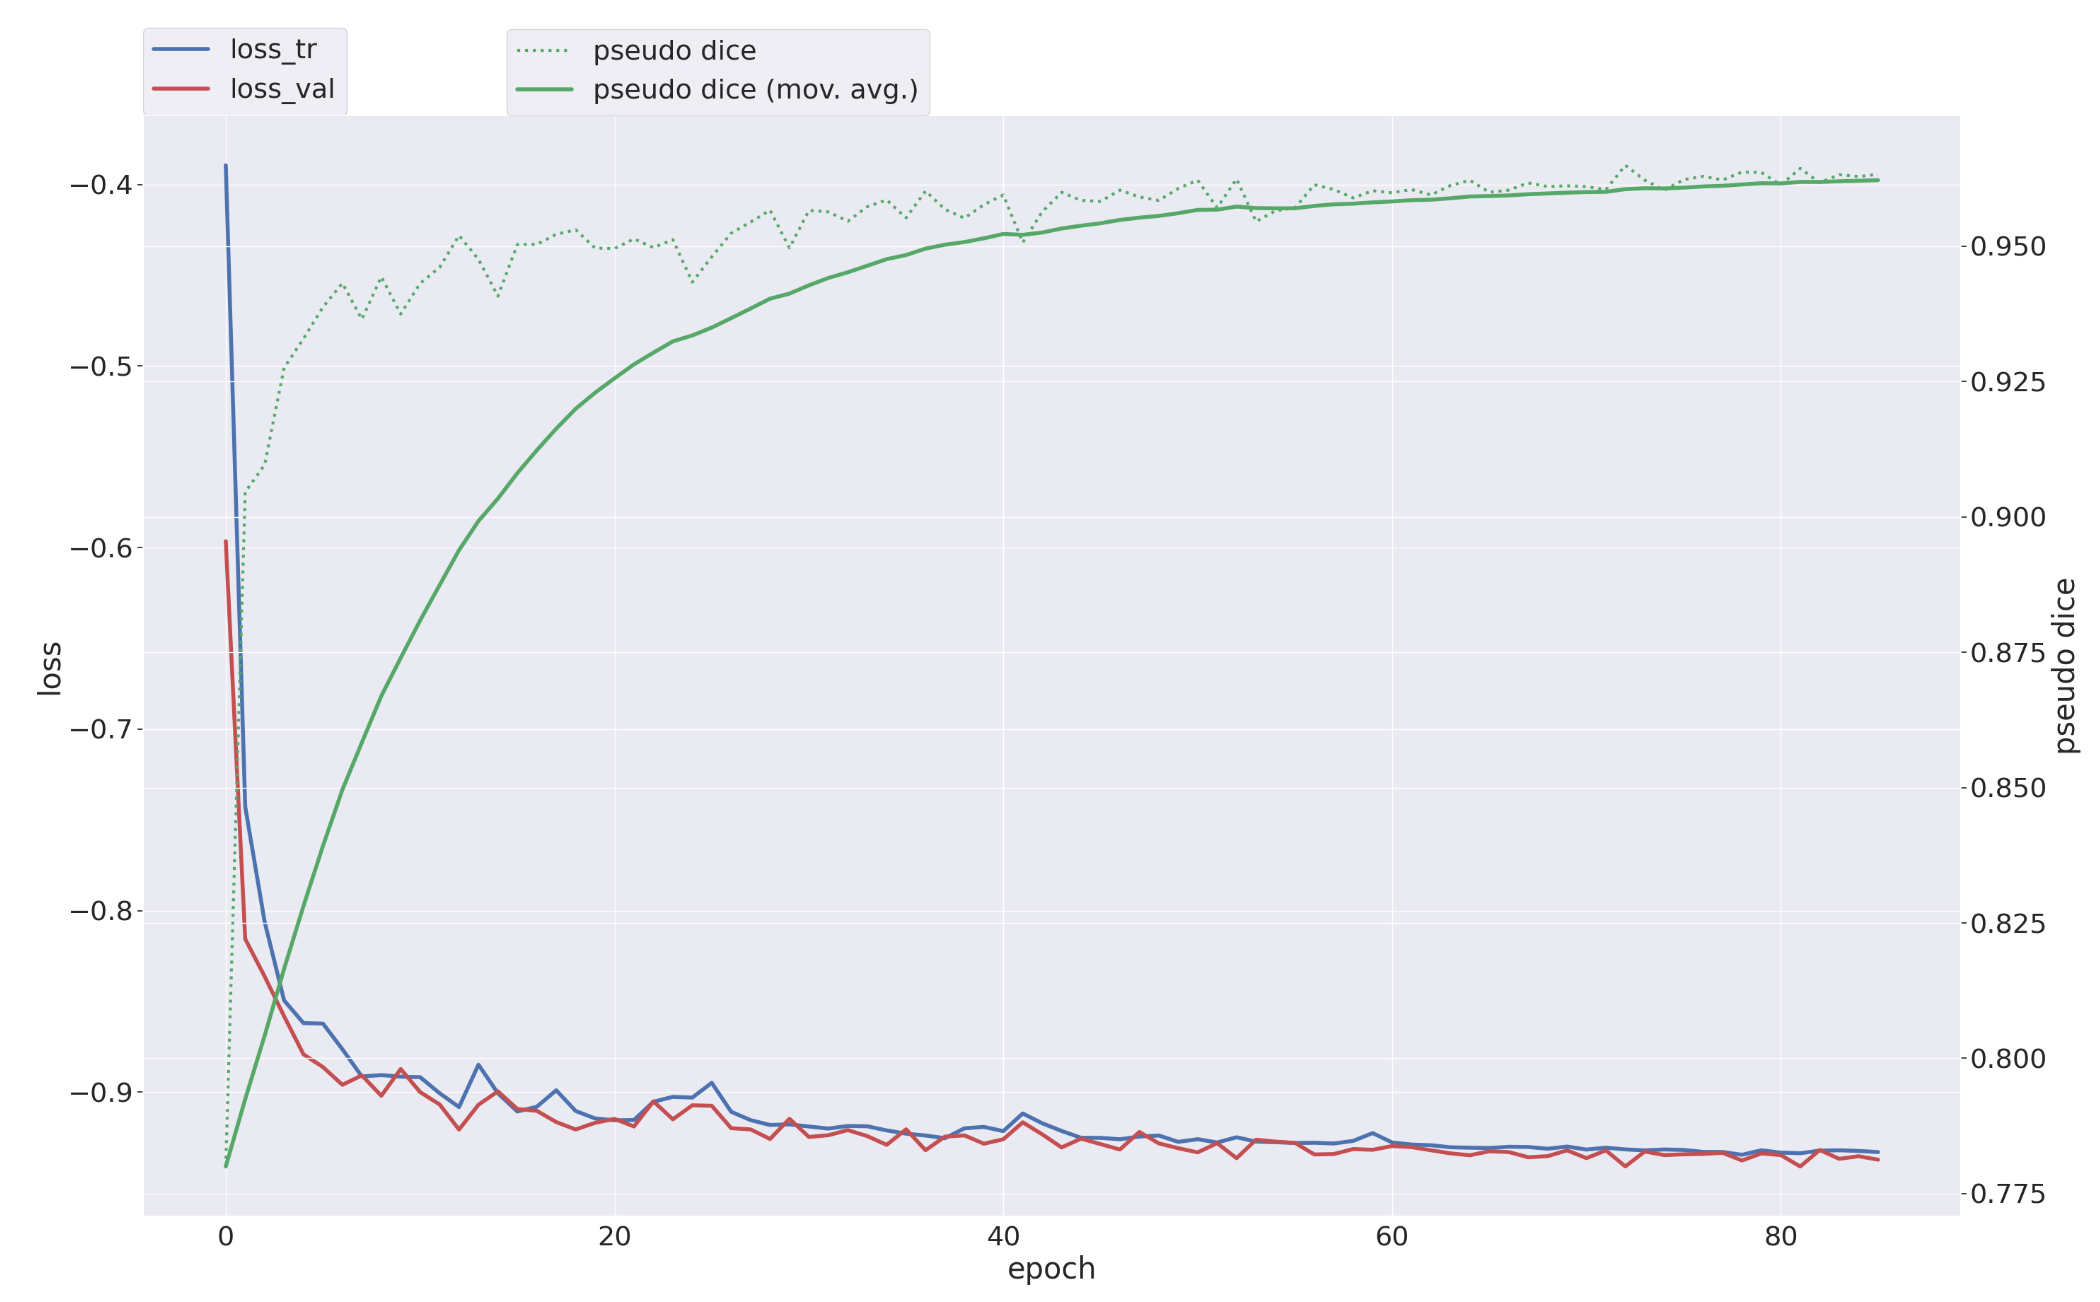 loss_tr
loss_val
pseudo dice
pseudo dice (mov. avg.)
−0.4
−0.5
−0.6
−0.7
−0.8
−0.9
loss
0.950
0.925
0.900
0.875
0.850
0.825
0.800
0.775
pseudo dice
0
20
40
60
80
epoch